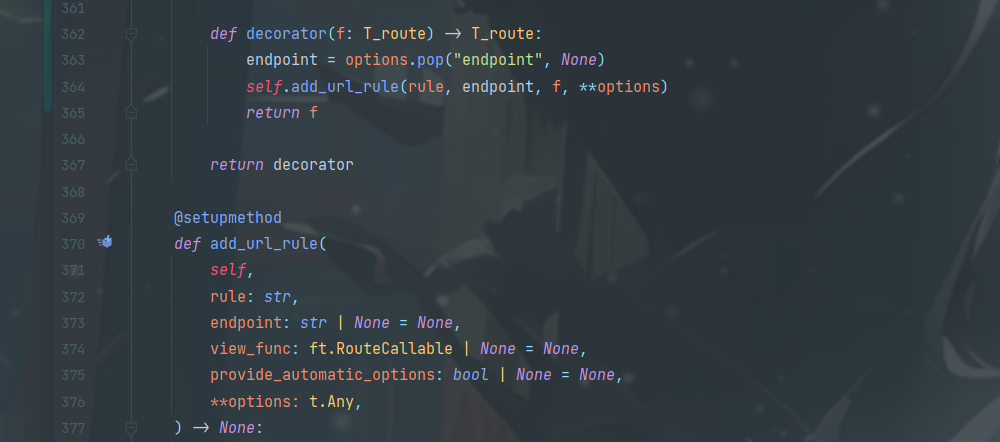 361
362 def decorator(f: T_route) -> T_route:
363 endpoint = options.pop("endpoint", None)
364 self.add_url_rule(rule, endpoint, f, **options)
365 return f
366
367 return decorator
368
369 @setupmethod
370 def add_url_rule(
371 self,
372 rule: str,
373 endpoint: str | None = None,
374 view_func: ft.RouteCallable | None = None,
375 provide_automatic_options: bool | None = None,
376 **options: t.Any,
377 ) -> None: